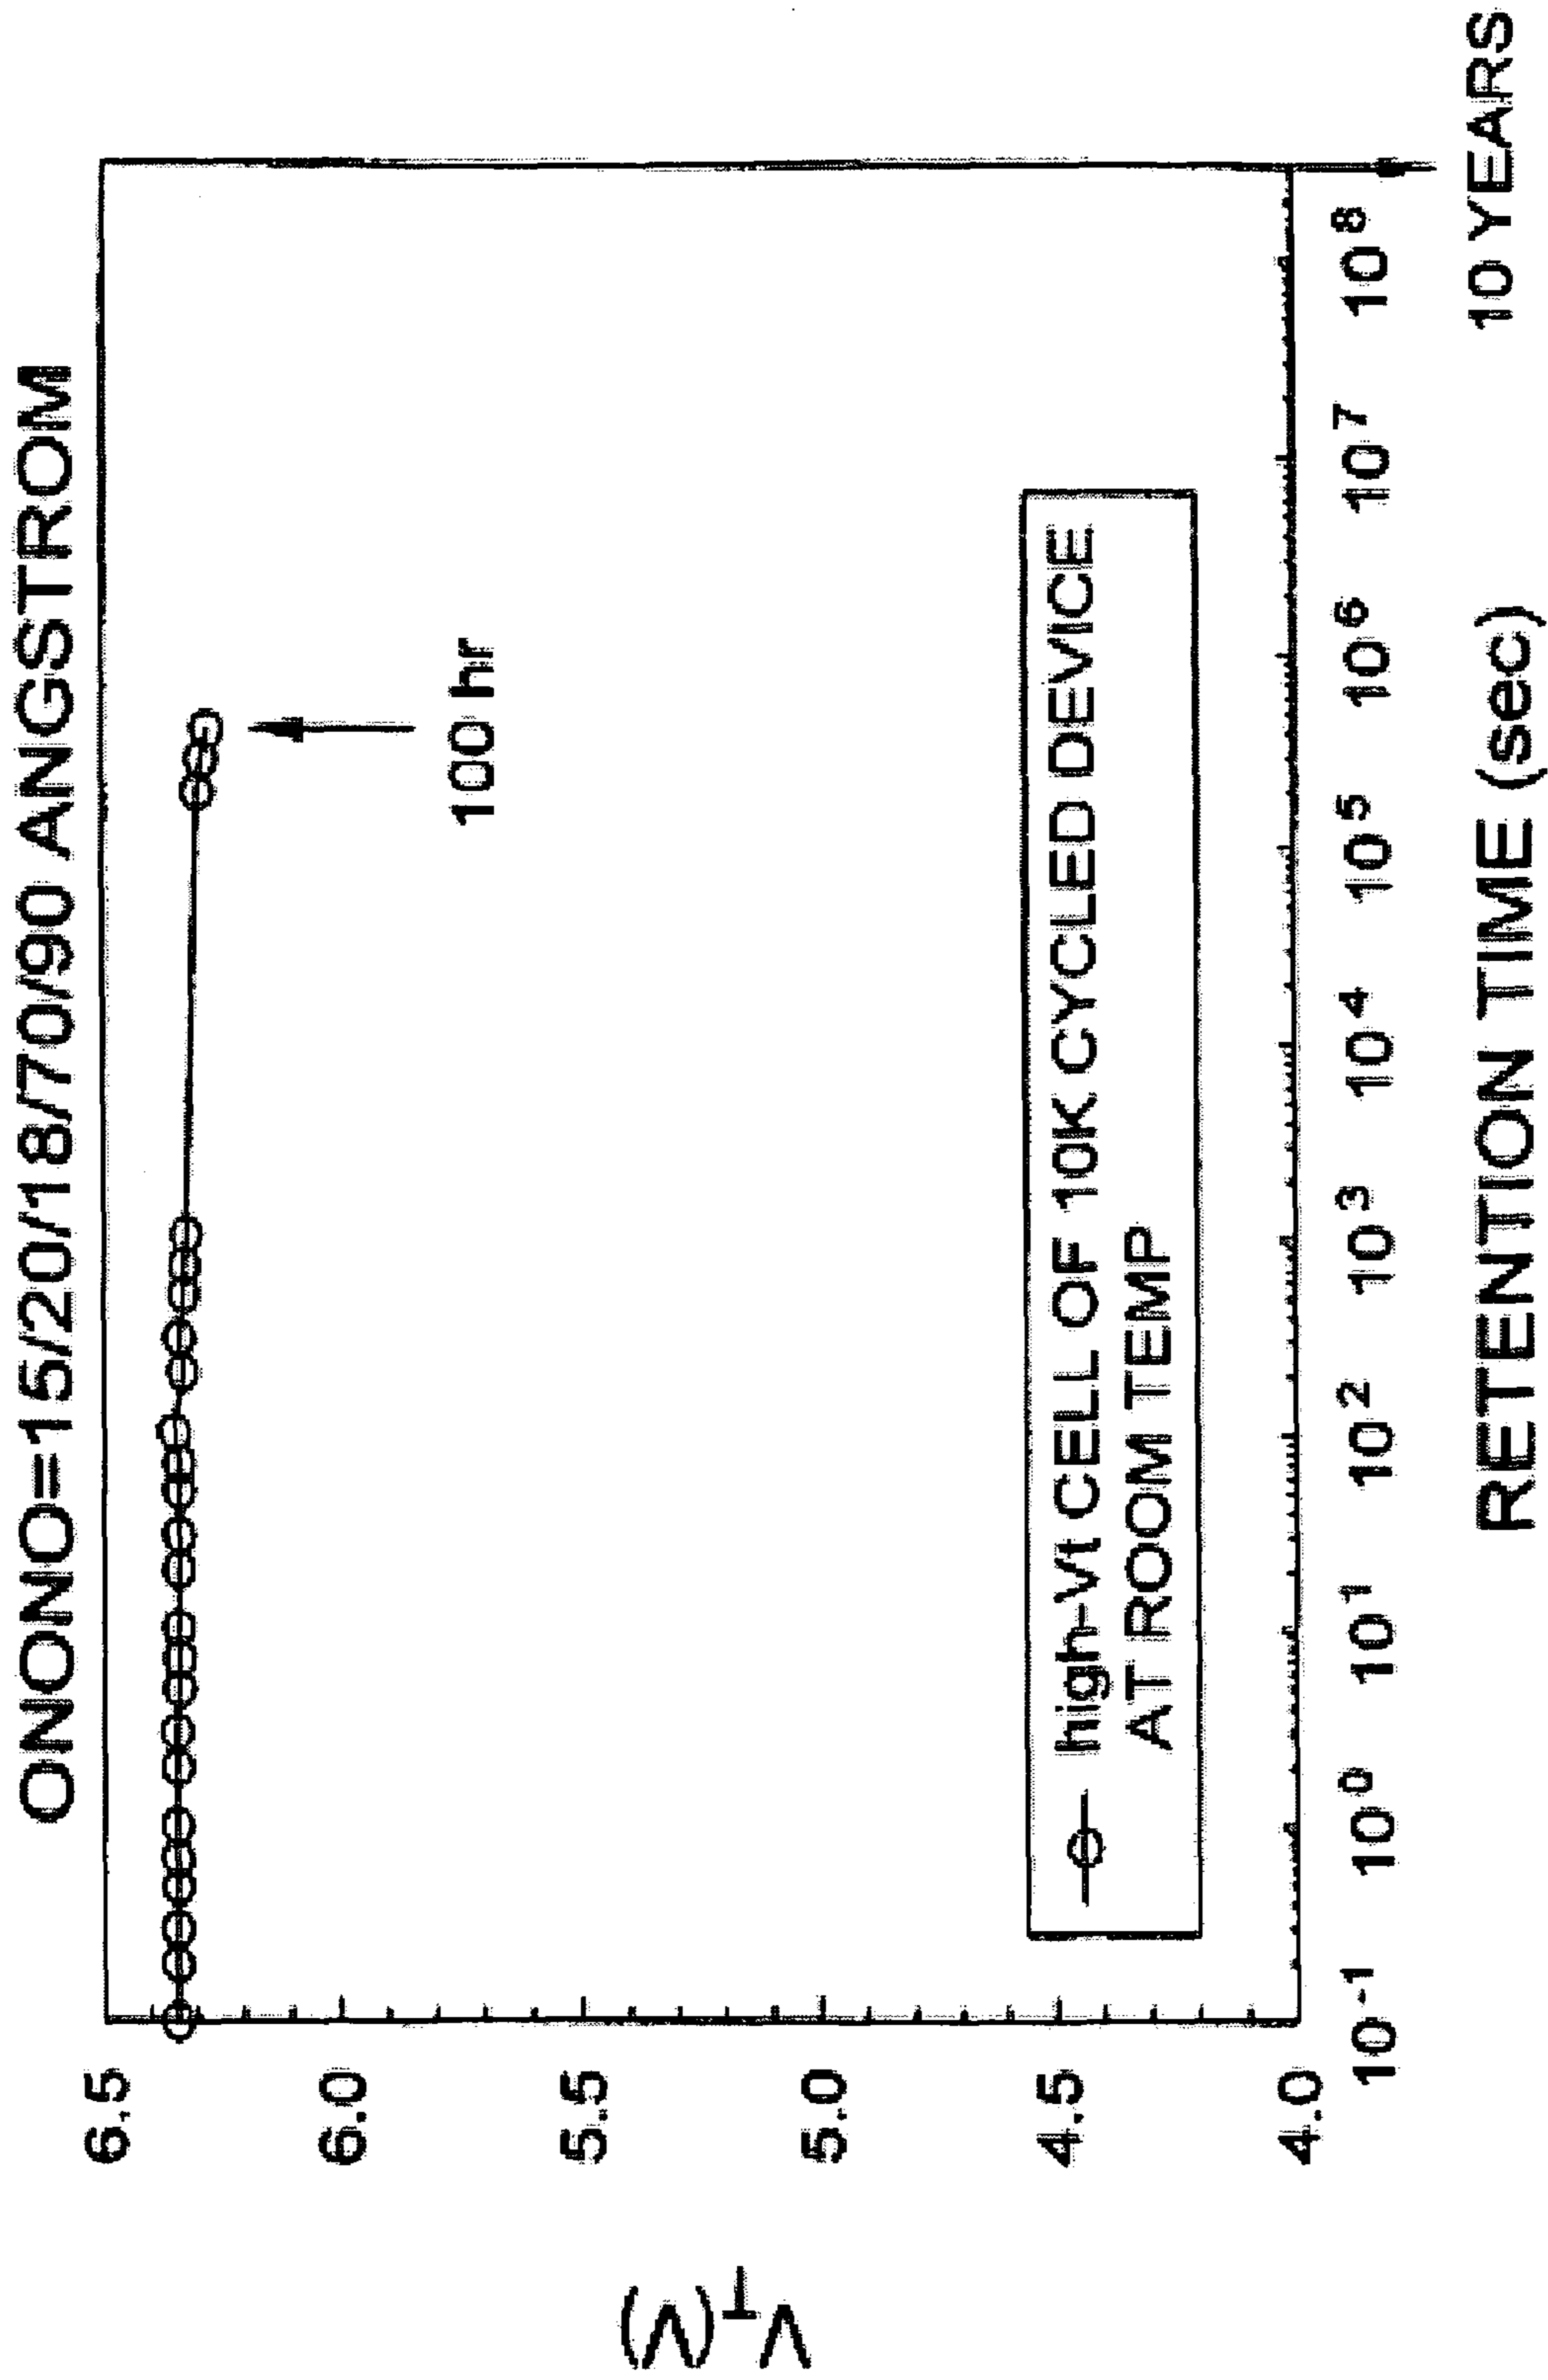 ONONO=15/20/18/70/90 ANGSTROM
6.5
6.0
5.5
5.0
4.5
4.0
V_T(V)
100 hr
high-Vt CELL OF 10K CYCLED DEVICE
AT ROOM TEMP
10^-1 10^0 10^1 10^2 10^3 10^4 10^5 10^6 10^7 10^8
RETENTION TIME (sec)
10 YEARS